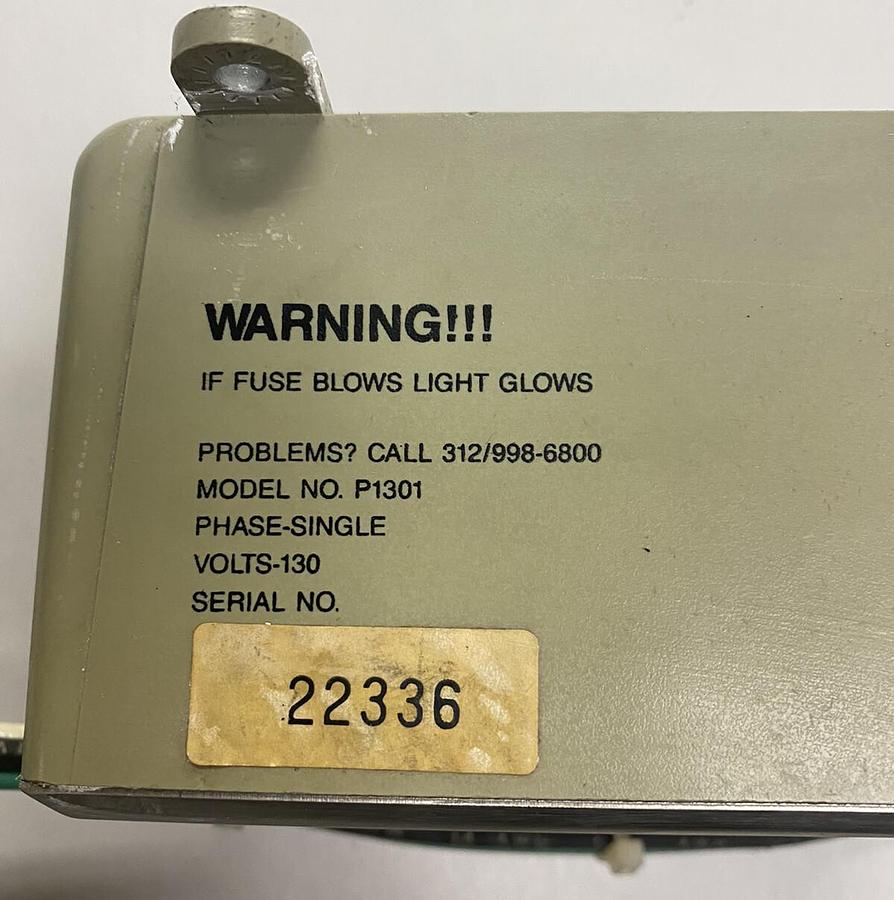 WARNING!!!
IF FUSE BLOWS LIGHT GLOWS
PROBLEMS? CALL 312/998-6800
MODEL NO. P1301
PHASE-SINGLE
VOLTS-130
SERIAL NO.
22336